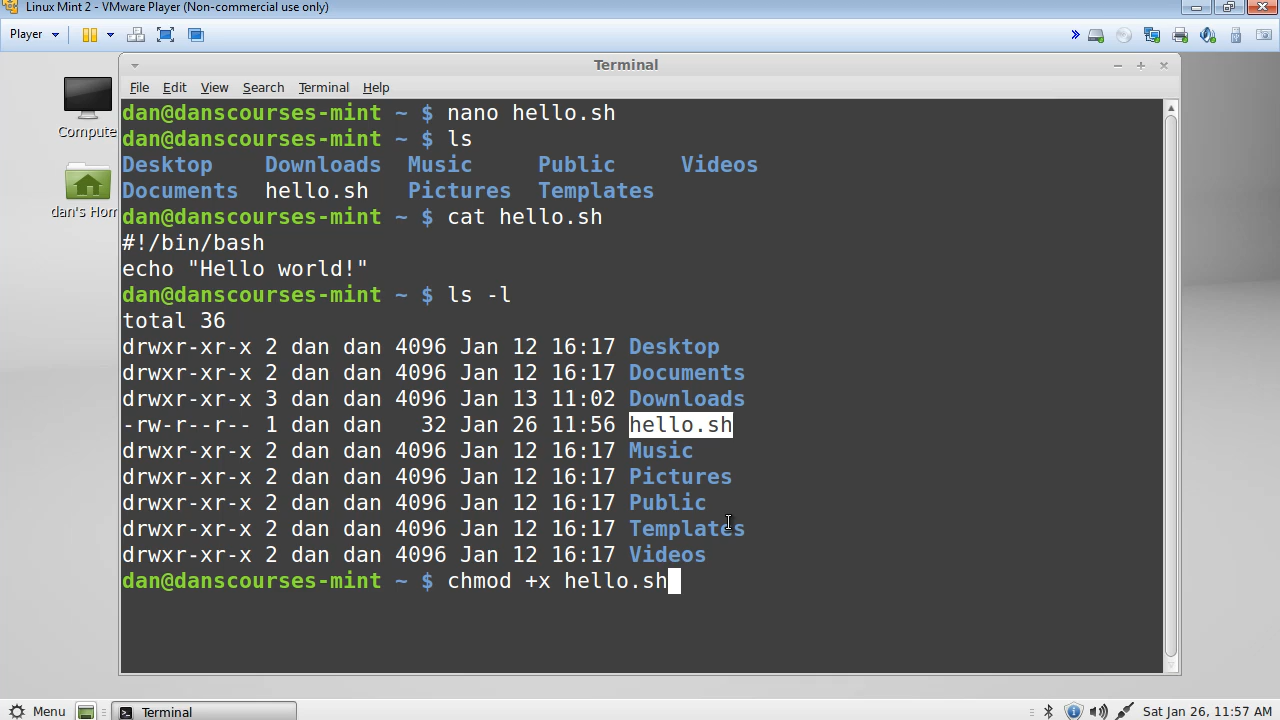 Linux Mint 2 - VMware Player (Non-commercial use only)
Player
Terminal
File Edit View Search Terminal Help
Compute
dan's Hom
dan@danscourses-mint ~ $ nano hello.sh
dan@danscourses-mint ~ $ ls
Desktop Downloads Music Public Videos
Documents hello.sh Pictures Templates
dan@danscourses-mint ~ $ cat hello.sh
#!/bin/bash
echo "Hello world!"
dan@danscourses-mint ~ $ ls -l
total 36
drwxr-xr-x 2 dan dan 4096 Jan 12 16:17 Desktop
drwxr-xr-x 2 dan dan 4096 Jan 12 16:17 Documents
drwxr-xr-x 3 dan dan 4096 Jan 13 11:02 Downloads
-rw-r--r-- 1 dan dan 32 Jan 26 11:56 hello.sh
drwxr-xr-x 2 dan dan 4096 Jan 12 16:17 Music
drwxr-xr-x 2 dan dan 4096 Jan 12 16:17 Pictures
drwxr-xr-x 2 dan dan 4096 Jan 12 16:17 Public
drwxr-xr-x 2 dan dan 4096 Jan 12 16:17 Templates
drwxr-xr-x 2 dan dan 4096 Jan 12 16:17 Videos
dan@danscourses-mint ~ $ chmod +x hello.sh
Menu Terminal Sat Jan 26, 11:57 AM